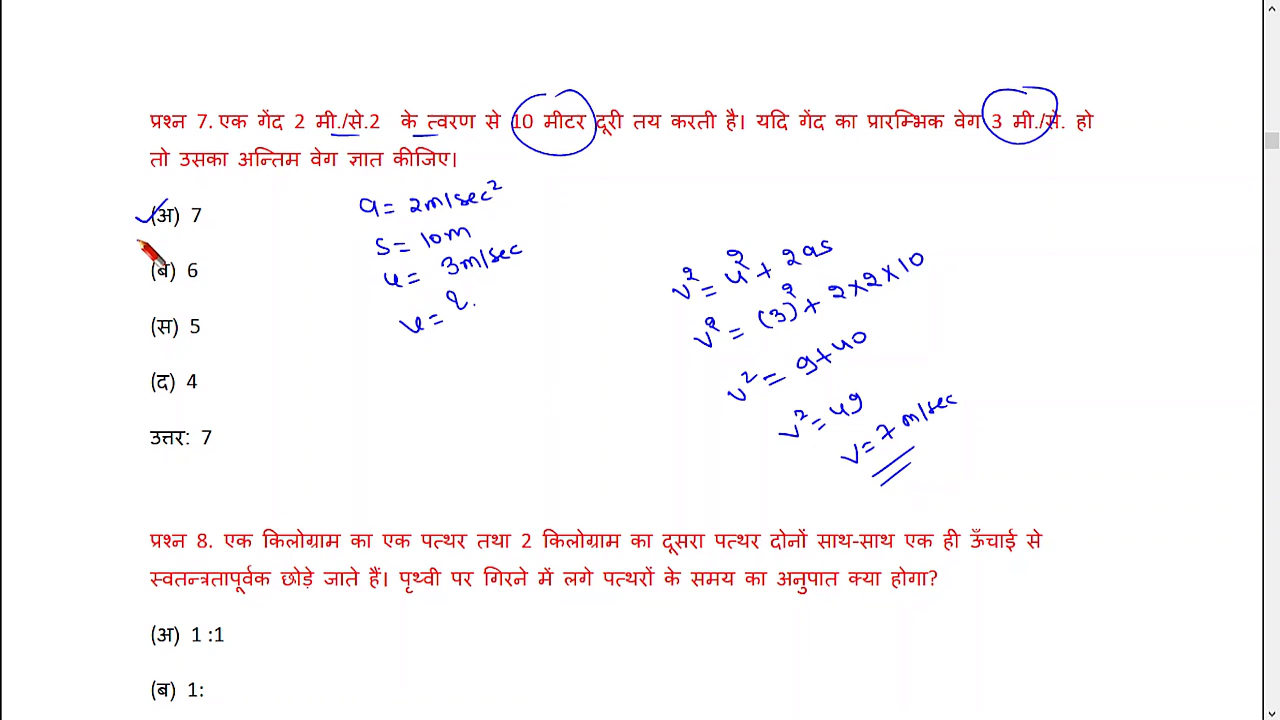 प्रश्न 7. एक गेंद 2 मी./से.2 के त्वरण से 10 मीटर दूरी तय करती है। यदि गेंद का प्रारम्भिक वेग 3 मी./से. हो
तो उसका अन्तिम वेग ज्ञात कीजिए।
(अ) 7
(ब) 6
(स) 5
(द) 4
उत्तर: 7
a = 2m/sec²
s = 10m
u = 3m/sec
v = ?
v² = u² + 2as
v² = (3)² + 2×2×10
v² = 9+40
v² = 49
v = 7 m/sec
प्रश्न 8. एक किलोग्राम का एक पत्थर तथा 2 किलोग्राम का दूसरा पत्थर दोनों साथ-साथ एक ही ऊँचाई से
स्वतन्त्रतापूर्वक छोड़े जाते हैं। पृथ्वी पर गिरने में लगे पत्थरों के समय का अनुपात क्या होगा?
(अ) 1 :1
(ब) 1: